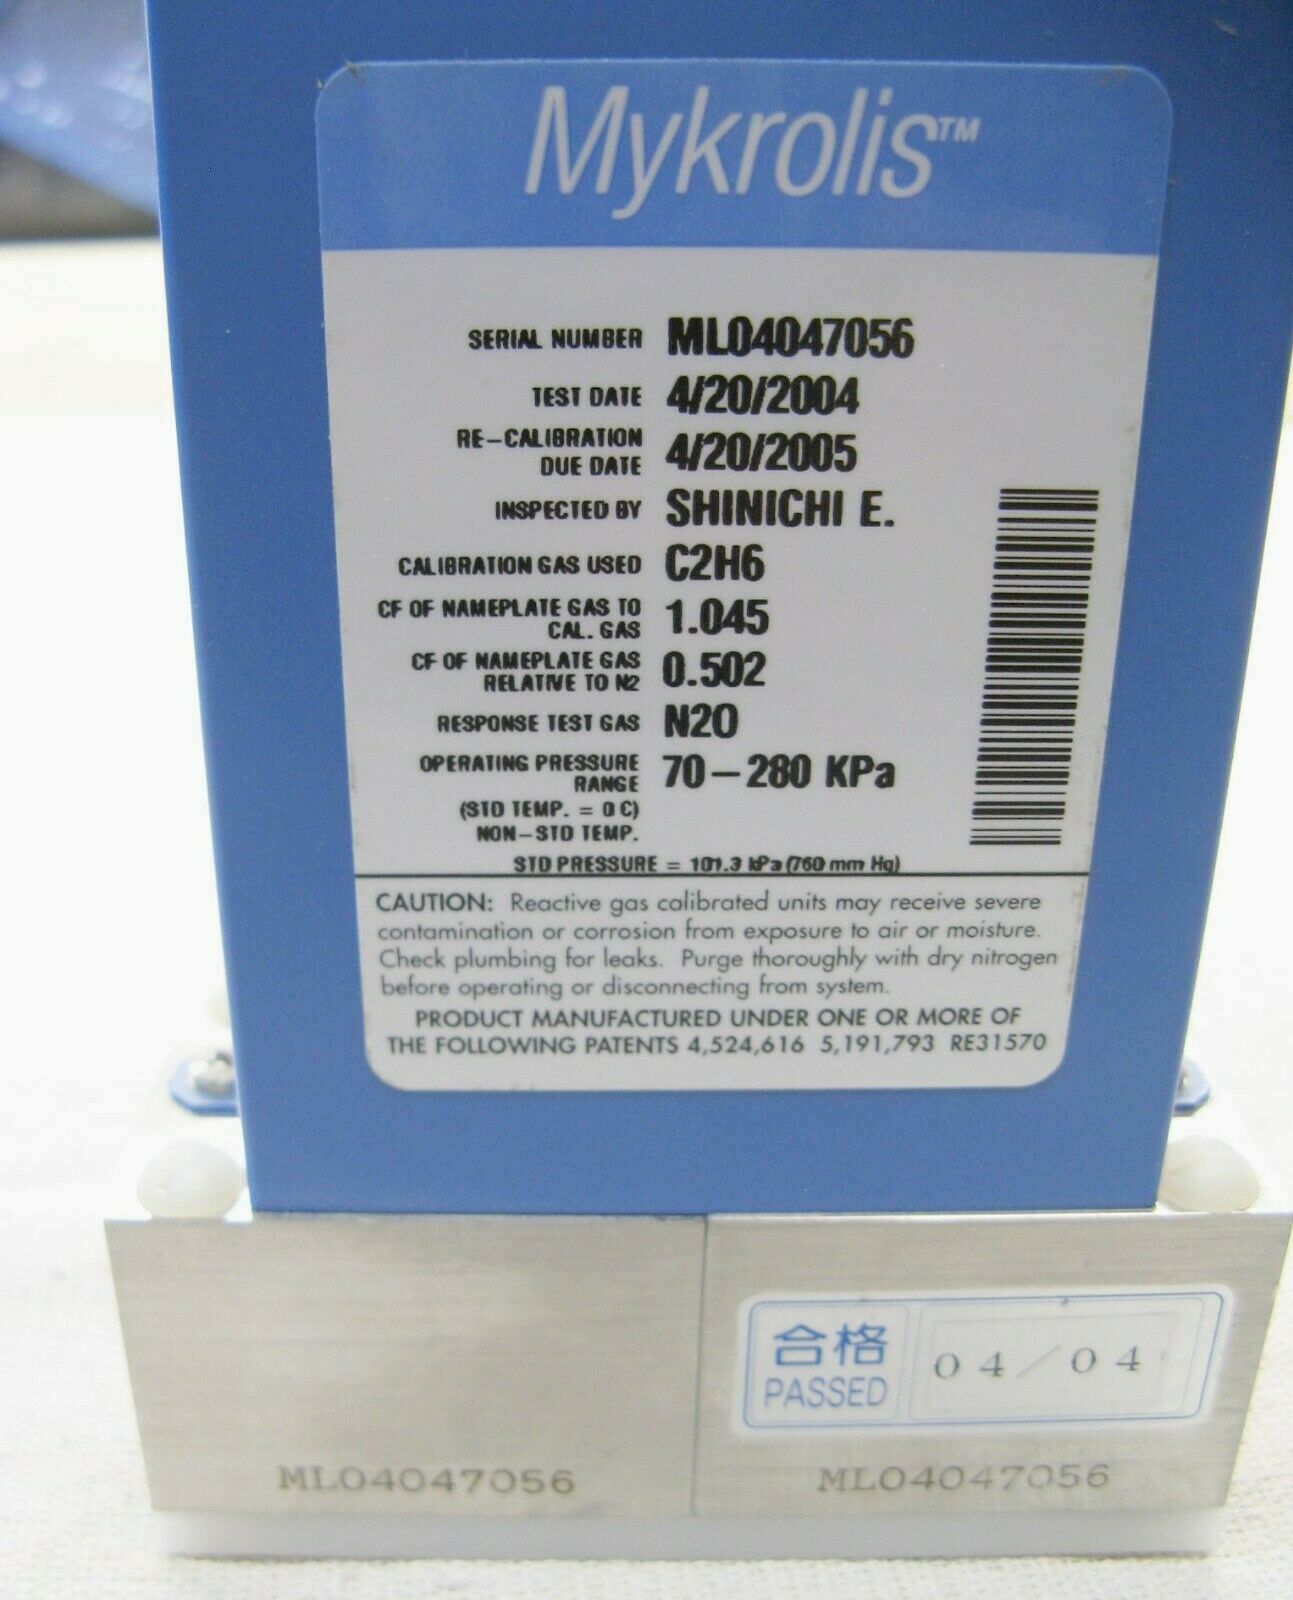 Mykrolis™
SERIAL NUMBER ML04047056
TEST DATE 4/20/2004
RE-CALIBRATION
DUE DATE 4/20/2005
INSPECTED BY SHINICHI E.
CALIBRATION GAS USED C2H6
CF OF NAMEPLATE GAS TO
CAL. GAS 1.045
CF OF NAMEPLATE GAS
RELATIVE TO N2 0.502
RESPONSE TEST GAS N2O
OPERATING PRESSURE
RANGE 70-280 KPa
(STD TEMP. = 0 C)
NON-STD TEMP.
STD PRESSURE = 101.3 kPa (760 mm Hg)
CAUTION: Reactive gas calibrated units may receive severe
contamination or corrosion from exposure to air or moisture.
Check plumbing for leaks. Purge thoroughly with dry nitrogen
before operating or disconnecting from system.
PRODUCT MANUFACTURED UNDER ONE OR MORE OF
THE FOLLOWING PATENTS 4,524,616 5,191,793 RE31570
合格
PASSED
04/04
ML04047056
ML04047056